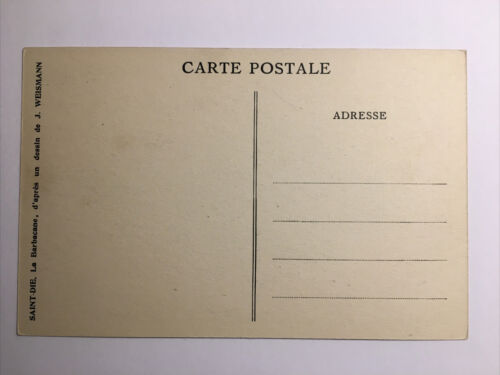 CARTE POSTALE
ADRESSE
SAINT-DIE, La Barbacane, d'après un dessin de J. WEISMANN